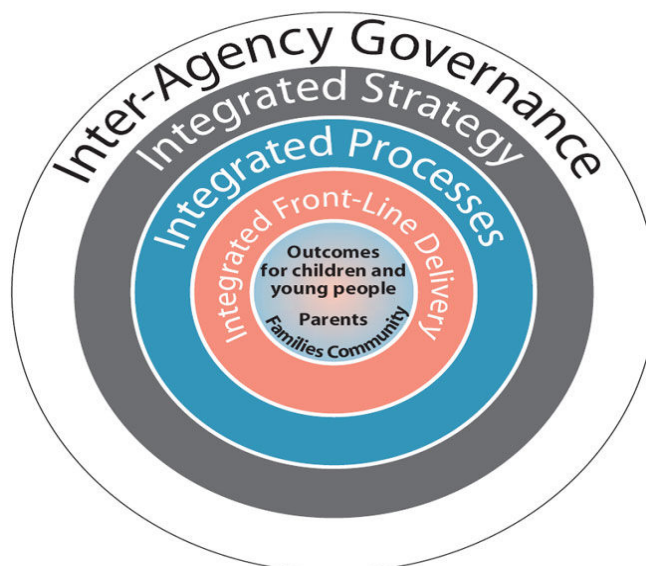 Inter-Agency Governance
Integrated Strategy
Integrated Processes
Integrated Front-Line Delivery
Outcomes
for children and
young people
Parents
Families Community